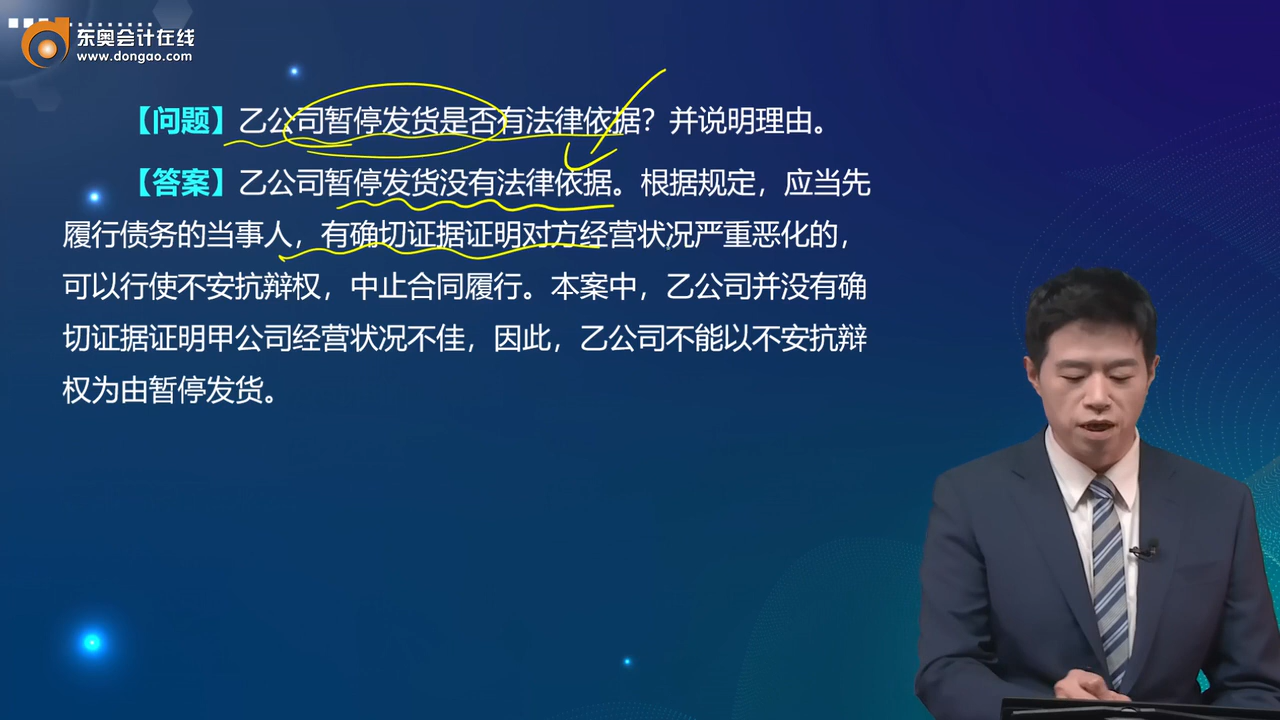 东奥会计在线
www.dongao.com
【问题】乙公司暂停发货是否有法律依据？并说明理由。
【答案】乙公司暂停发货没有法律依据。根据规定，应当先
履行债务的当事人，有确切证据证明对方经营状况严重恶化的，
可以行使不安抗辩权，中止合同履行。本案中，乙公司并没有确
切证据证明甲公司经营状况不佳，因此，乙公司不能以不安抗辩
权为由暂停发货。